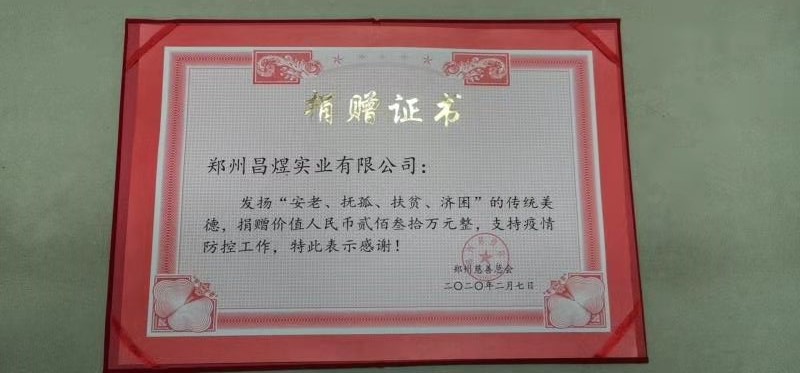 捐赠证书
郑州昌煜实业有限公司：
发扬“安老、抚孤、扶贫、济困”的传统美
德，捐赠价值人民币贰佰叁拾万元整，支持疫情
防控工作，特此表示感谢！
郑州慈善总会
二〇二〇年二月七日